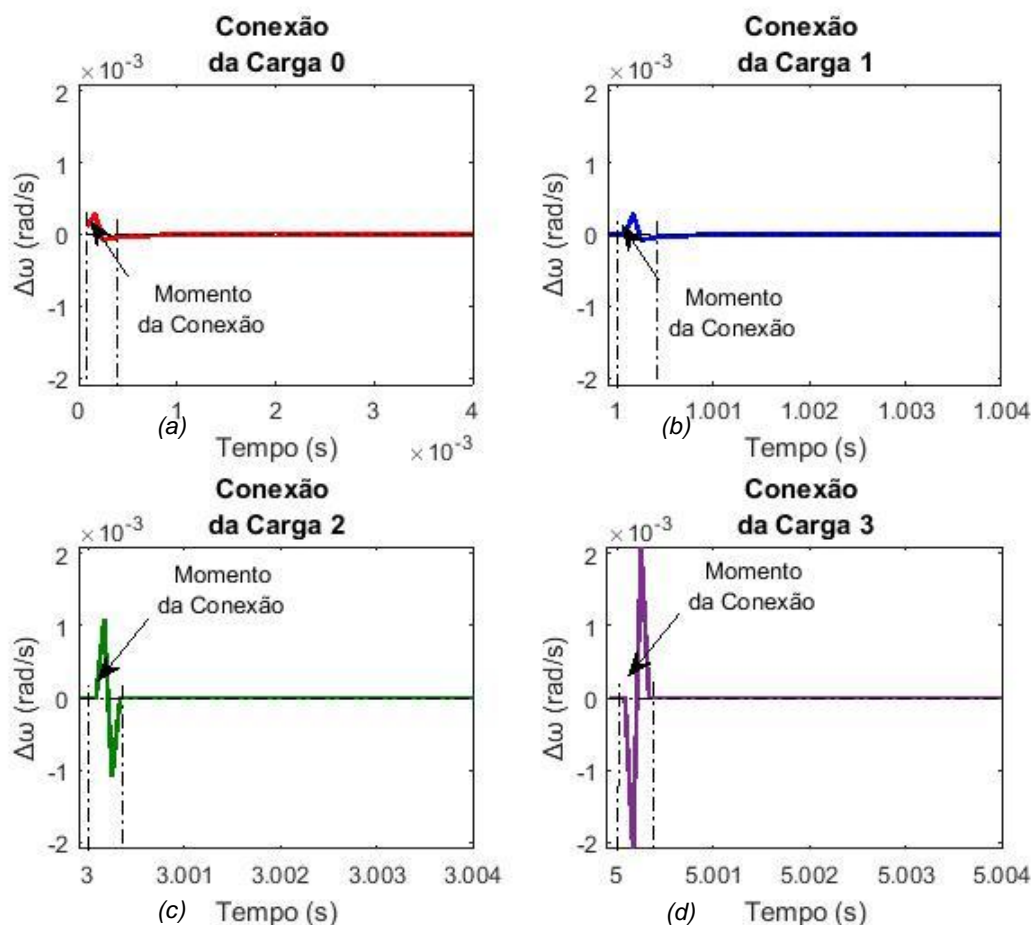 Conexão
da Carga 0
× 10-3
2
1
0
-1
-2
Δω (rad/s)
Momento
da Conexão
0 1 2 3 4
(a)
Tempo (s)
× 10-3
Conexão
da Carga 1
× 10-3
2
1
0
-1
-2
Δω (rad/s)
Momento
da Conexão
1 1.001 1.002 1.003 1.004
(b)
Tempo (s)
Conexão
da Carga 2
× 10-3
2
1
0
-1
-2
Δω (rad/s)
Momento
da Conexão
3 3.001 3.002 3.003 3.004
(c)
Tempo (s)
Conexão
da Carga 3
× 10-3
2
1
0
-1
-2
Δω (rad/s)
Momento
da Conexão
5 5.001 5.002 5.003 5.004
(d)
Tempo (s)